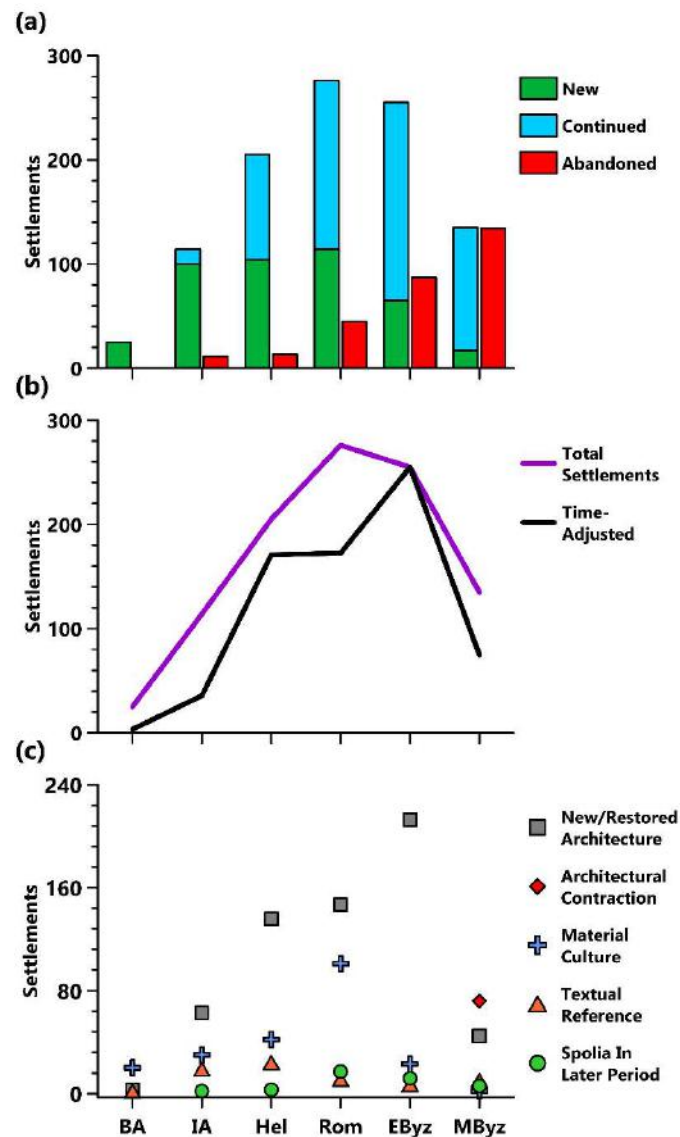 (a)
300
200
100
0
Settlements
New
Continued
Abandoned
(b)
300
200
100
0
Settlements
Total
Settlements
Time-
Adjusted
(c)
240
160
80
0
Settlements
New/Restored
Architecture
Architectural
Contraction
Material
Culture
Textual
Reference
Spolia In
Later Period
BA IA Hel Rom EByz MByz